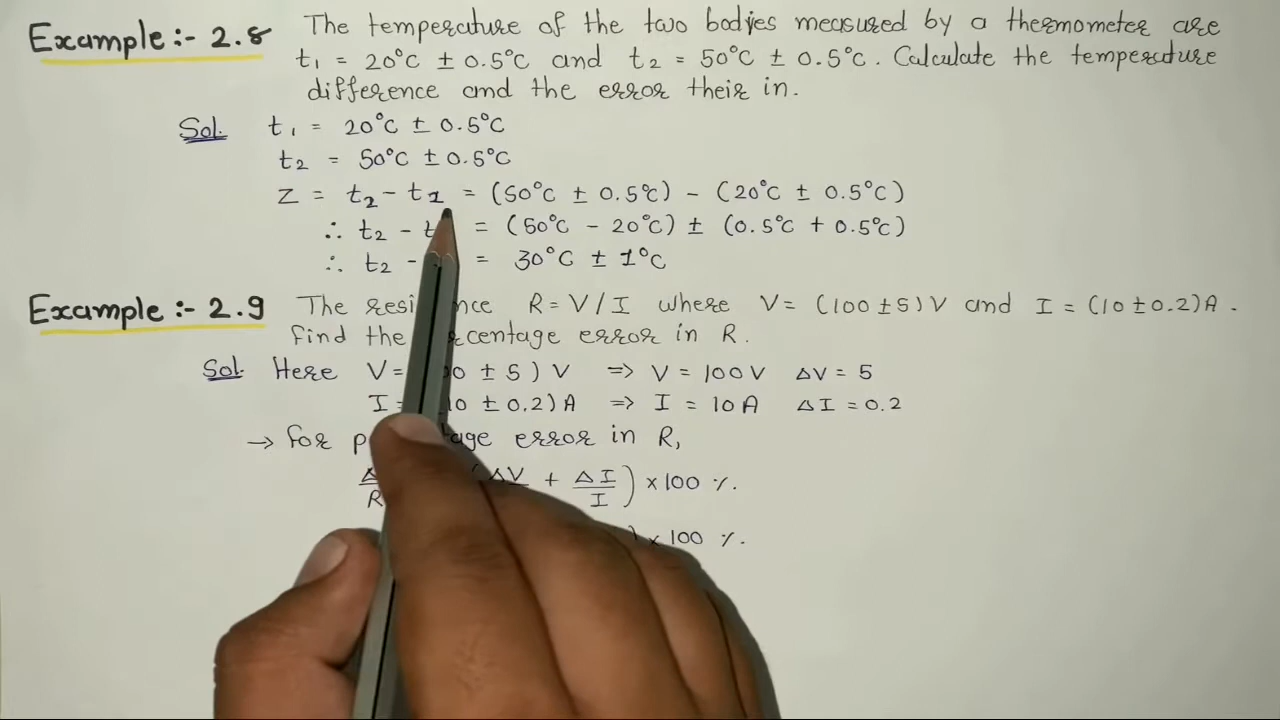 Example:- 2.8 The temperature of the two bodies measured by a thermometer are
t₁ = 20°C ± 0.5°C and t₂ = 50°C ± 0.5°C. Calculate the temperature
difference and the error their in.
Sol. t₁ = 20°C ± 0.5°C
t₂ = 50°C ± 0.5°C
Z = t₂ - t₁ = (50°C ± 0.5°C) - (20°C ± 0.5°C)
∴ t₂ - t = (50°C - 20°C) ± (0.5°C + 0.5°C)
∴ t₂ - = 30°C ± 1°C
Example:- 2.9 The R = V/I where V = (100 ± 5) V and I = (10 ± 0.2) A.
find the error in R.
Sol. Here V = 0 ± 5) V => V = 100 V ΔV = 5
I = 10 ± 0.2) A => I = 10 A ΔI = 0.2
→ for error in R,
R ΔV + ΔI/I) × 100 %.
) × 100 %.